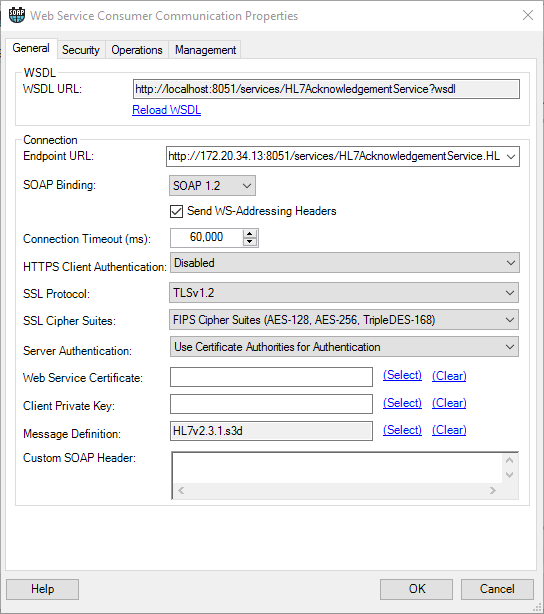 SOAP
Web Service Consumer Communication Properties
General Security Operations Management
WSDL
WSDL URL: http://localhost:8051/services/HL7AcknowledgementService?wsdl
Reload WSDL
Connection
Endpoint URL: http://172.20.34.13:8051/services/HL7AcknowledgementService.HL
SOAP Binding: SOAP 1.2
Send WS-Addressing Headers
Connection Timeout (ms): 60,000
HTTPS Client Authentication: Disabled
SSL Protocol: TLSv1.2
SSL Cipher Suites: FIPS Cipher Suites (AES-128, AES-256, TripleDES-168)
Server Authentication: Use Certificate Authorities for Authentication
Web Service Certificate: (Select) (Clear)
Client Private Key: (Select) (Clear)
Message Definition: HL7v2.3.1.s3d (Select) (Clear)
Custom SOAP Header:
Help OK Cancel